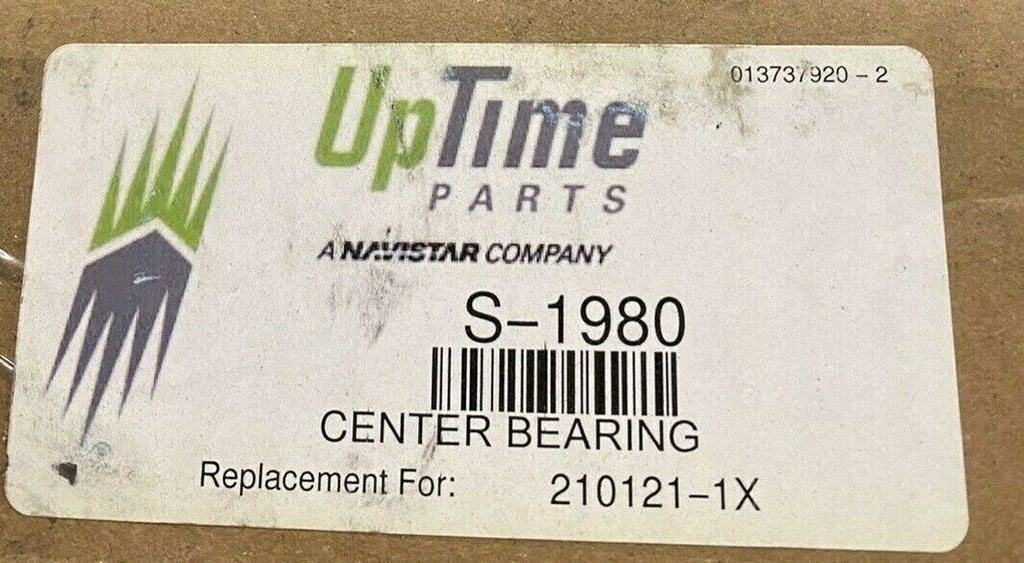 013737920-2
UpTime
PARTS
A NAVISTAR COMPANY
S-1980
CENTER BEARING
Replacement For: 210121-1X
®